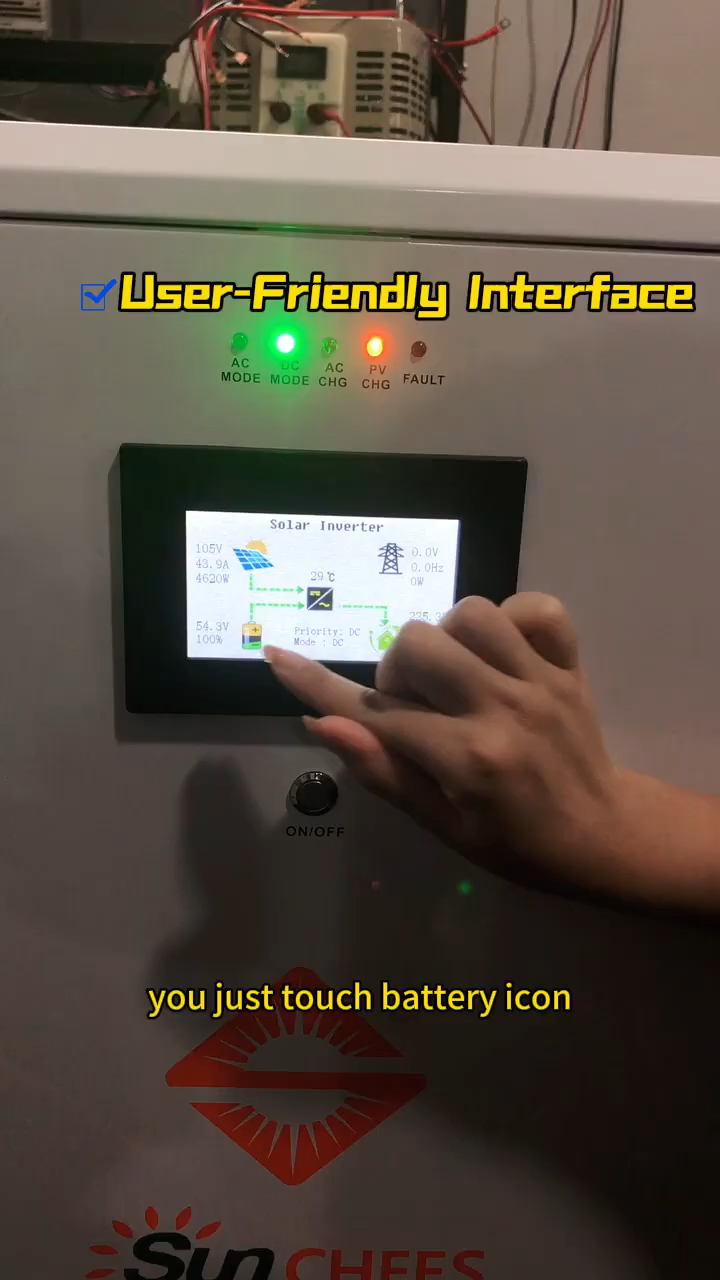 User-Friendly Interface
AC MODE
DC MODE
AC CHG
PV CHG
FAULT
Solar Inverter
105V
43.9A
4620W
0.0V
0.0Hz
0W
29℃
54.3V
100%
Priority: DC
Mode : DC
ON/OFF
you just touch battery icon
Sun CHEES